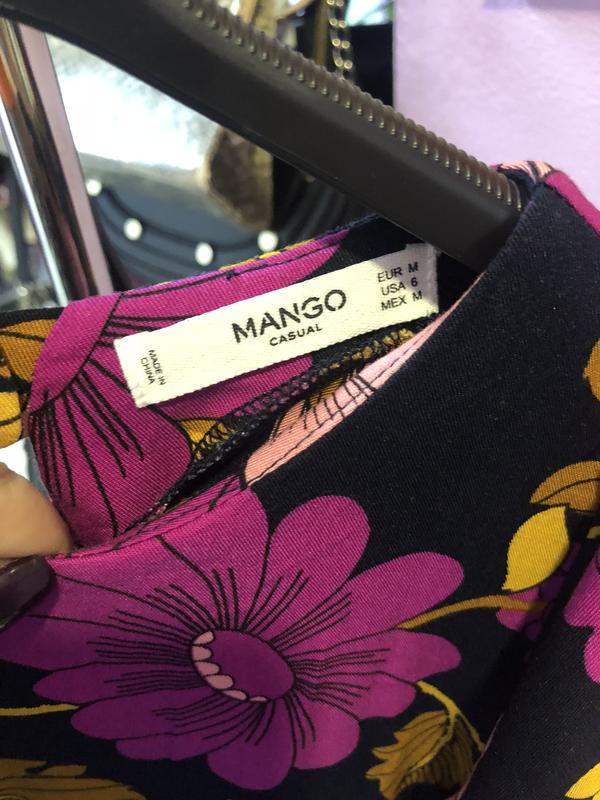 MANGO
CASUAL
EUR M
USA 6
MEX M
MADE IN
CHINA